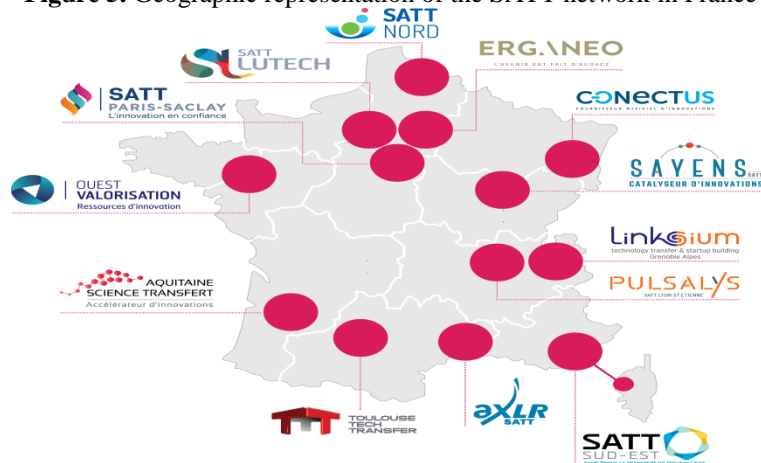 Figure 3. Geographic representation of the SATT network in France
SATT
NORD
ERGANEO
L'AVENIR EST FAIT D'AUDACE
SATT
LUTECH
SATT
PARIS-SACLAY
L'innovation en confiance
CONECTUS
FOURNISSEUR OFFICIEL D'INNOVATIONS
SAYENS SATT
CATALYSEUR D'INNOVATIONS
OUEST
VALORISATION
Ressources d'innovation
Linksium
technology transfer & startup building
Grenoble Alpes
PULSALYS
SATT LYON ST ETIENNE
AQUITAINE
SCIENCE TRANSFERT
Accélérateur d'innovations
TTT TOULOUSE
TECH
TRANSFER
axLR
SATT
SATT
SUD-EST